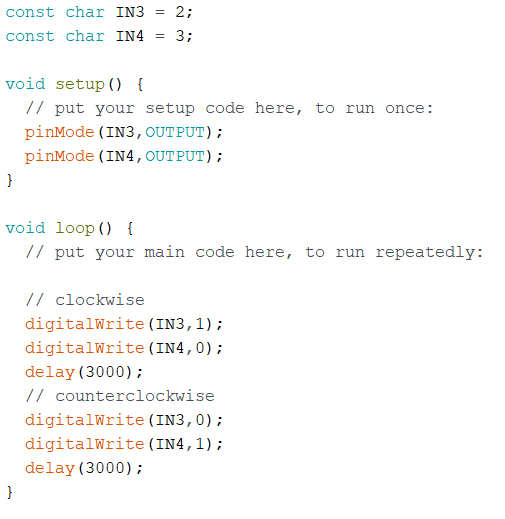 const char IN3 = 2;
const char IN4 = 3;
void setup() {
// put your setup code here, to run once:
pinMode(IN3,OUTPUT);
pinMode(IN4,OUTPUT);
}
void loop() {
// put your main code here, to run repeatedly:
// clockwise
digitalWrite(IN3,1);
digitalWrite(IN4,0);
delay(3000);
// counterclockwise
digitalWrite(IN3,0);
digitalWrite(IN4,1);
delay(3000);
}